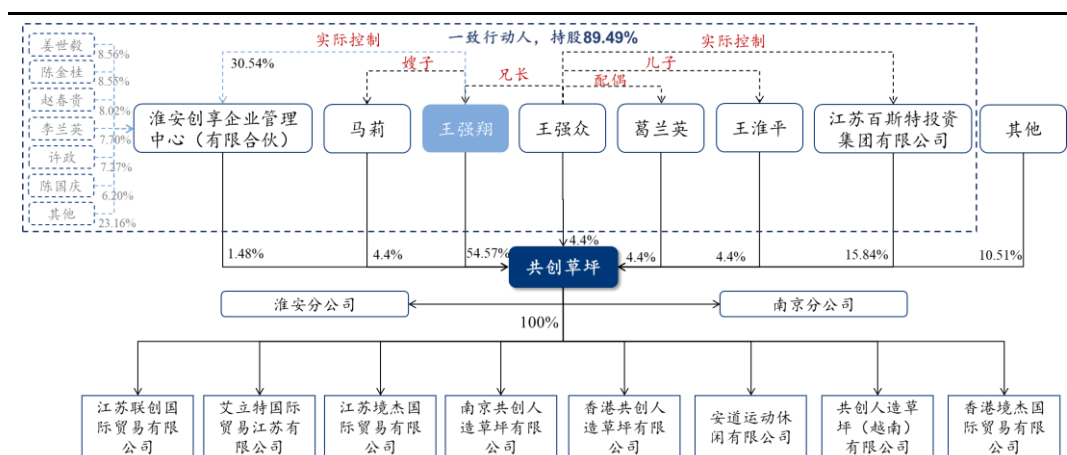 实际控制
一致行动人，持股89.49%
实际控制
姜世毅
8.56%
30.54%
嫂子
兄长
儿子
配偶
陈金桂
8.55%
赵春贵
8.02%
李兰英
7.70%
许政
7.27%
陈国庆
6.20%
其他
23.16%
淮安创享企业管理
中心（有限合伙）
马莉
王强翔
王强众
葛兰英
王淮平
江苏百斯特投资
集团有限公司
其他
1.48%
4.4%
54.57%
4.4%
4.4%
4.4%
15.84%
10.51%
共创草坪
淮安分公司
南京分公司
100%
江苏联创国
际贸易有限
公司
艾立特国际
贸易江苏有
限公司
江苏境杰国
际贸易有限
公司
南京共创人
造草坪有限
公司
香港共创人
造草坪有限
公司
安道运动休
闲有限公司
共创人造草
坪（越南）
有限公司
香港境杰国
际贸易有限
公司